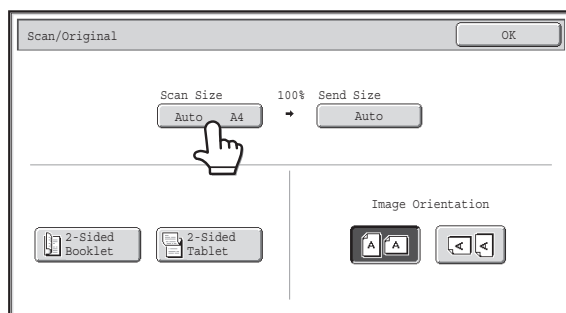 Scan/Original
OK
Scan Size
100%
Send Size
Auto A4
Auto
Image Orientation
2-Sided
Booklet
2-Sided
Tablet
A A
A A